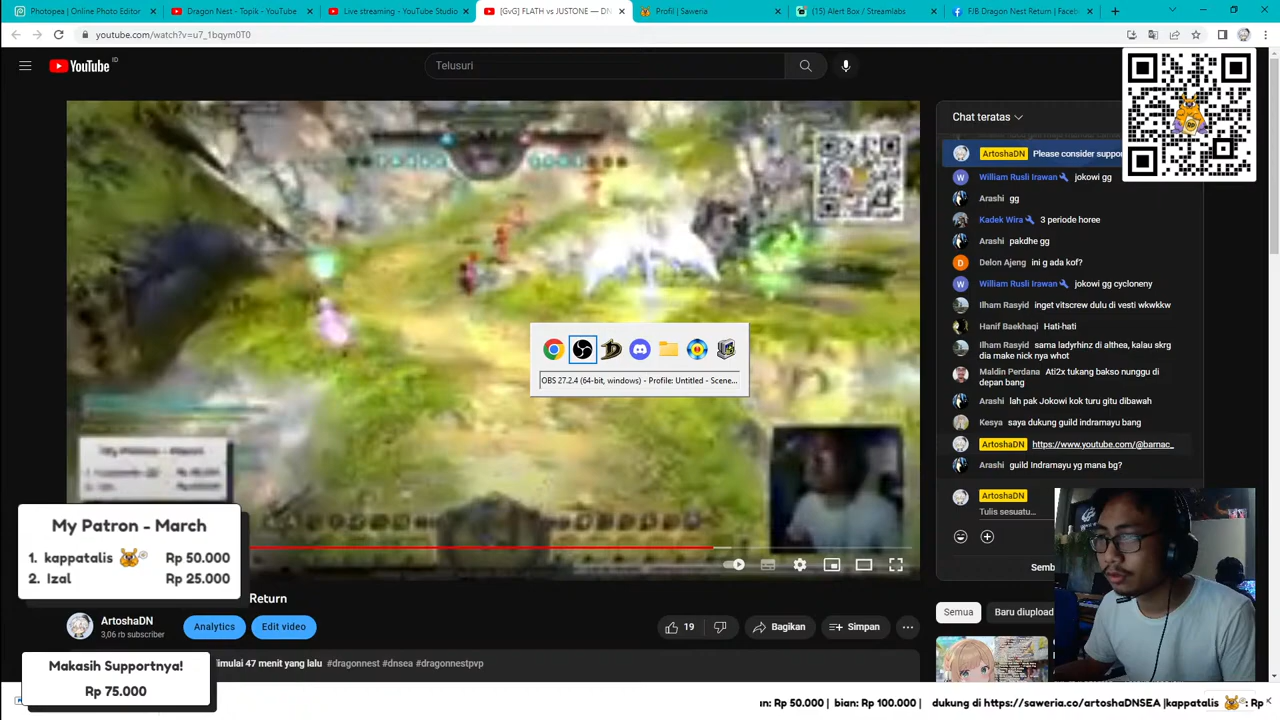 Photopea | Online Photo Editor
Dragon Nest - Topik - YouTube
Live streaming - YouTube Studio
[GvG] FLATH vs JUSTONE — DN
Profil | Saweria
(15) Alert Box / Streamlabs
FJB Dragon Nest Return | Faceb
youtube.com/watch?v=u7_1bqym0T0
YouTube ID
Telusuri
Chat teratas
ArtoshaDN Please consider suppor
William Rusli Irawan jokowi gg
Arashi gg
Kadek Wira 3 periode horee
Arashi pakdhe gg
Delon Ajeng ini g ada kof?
William Rusli Irawan jokowi gg cycloneny
Ilham Rasyid inget vitscrew dulu di vesti wkwkkw
Hanif Baekhaqi Hati-hati
Ilham Rasyid sama ladyrhinz di althea, kalau skrg
dia make nick nya whot
Maldin Perdana Ati2x tukang bakso nunggu di
depan bang
Arashi lah pak Jokowi kok turu gitu dibawah
Kesya saya dukung guild indramayu bang
ArtoshaDN https://www.youtube.com/@bamac_
Arashi guild Indramayu yg mana bg?
ArtoshaDN
Tulis sesuatu...
Semb
OBS 27.2.4 (64-bit, windows) - Profile: Untitled - Scene...
My Patron - March
1. kappatalis Rp 50.000
2. Izal Rp 25.000
Return
ArtoshaDN
3,06 rb subscriber
Analytics
Edit video
19
Bagikan
Simpan
Semua
Baru diupload
dimulai 47 menit yang lalu #dragonnest #dnsea #dragonnestpvp
Makasih Supportnya!
Rp 75.000
an: Rp 50.000 | bian: Rp 100.000 | dukung di https://saweria.co/artoshaDNSEA |kappatalis : Rp